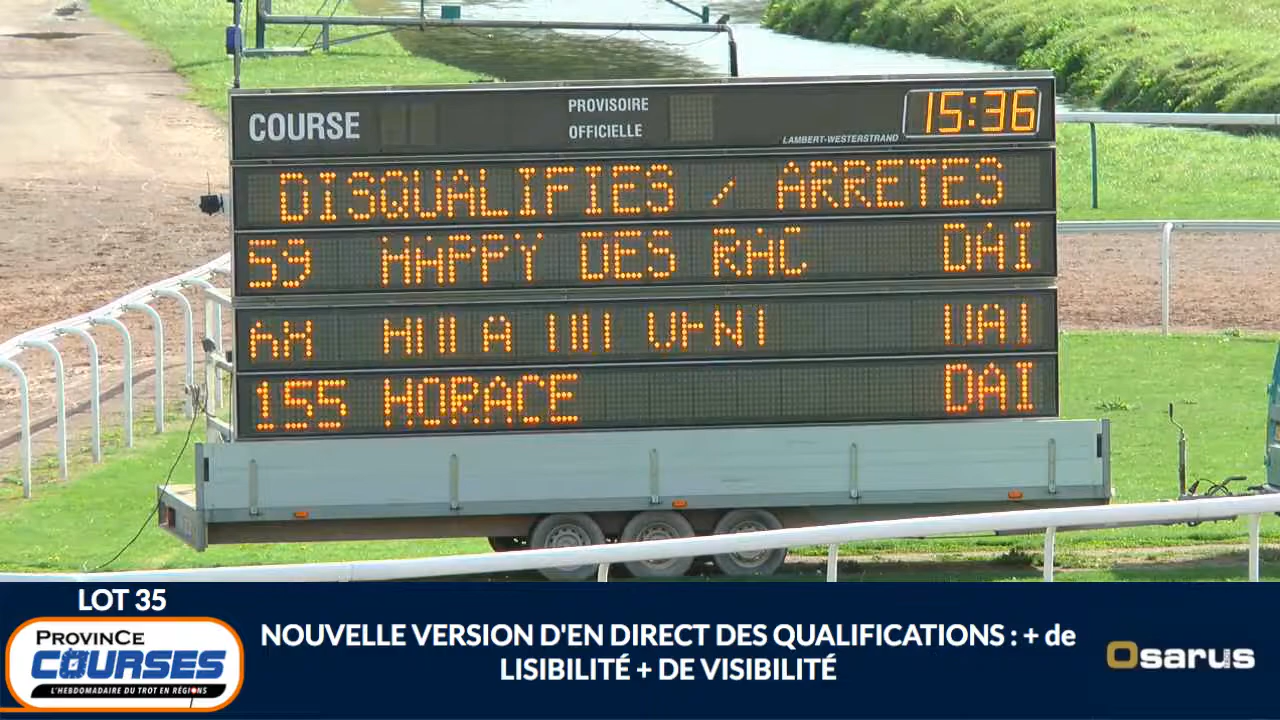 COURSE
PROVISOIRE
OFFICIELLE
LAMBERT-WESTERSTRAND
15:36
DISQUALIFIES / ARRETES
59 HAPPY DES RAC DAI
DAI
155 HORACE DAI
LOT 35
PROVINCE
COURSES
L'HEBDOMADAIRE DU TROT EN RÉGIONS
NOUVELLE VERSION D'EN DIRECT DES QUALIFICATIONS : + de
LISIBILITÉ + DE VISIBILITÉ
Osarus